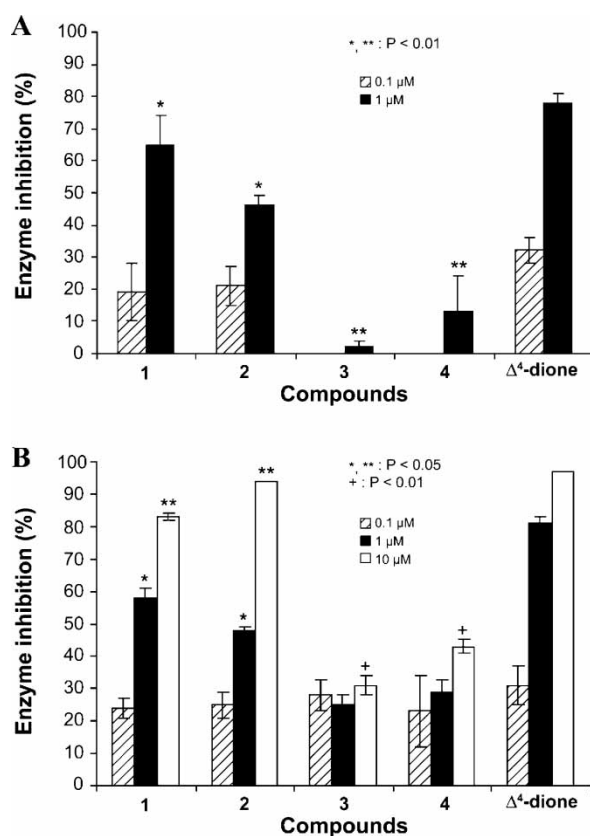 A
*, ** : P < 0.01
0.1 µM
1 µM
Enzyme inhibition (%)
100
90
80
70
60
50
40
30
20
10
0
*
*
**
**
1
2
3
4
Δ⁴-dione
Compounds
B
*, ** : P < 0.05
+ : P < 0.01
0.1 µM
1 µM
10 µM
Enzyme inhibition (%)
100
90
80
70
60
50
40
30
20
10
0
*
**
*
**
+
+
1
2
3
4
Δ⁴-dione
Compounds